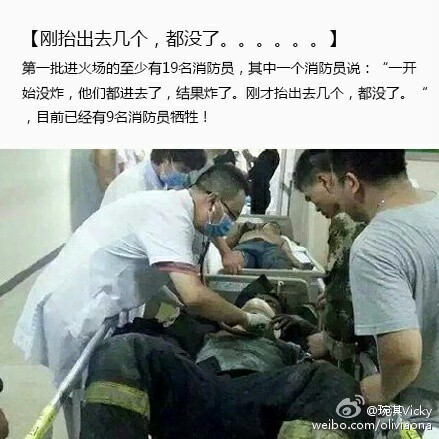 【刚抬出去几个，都没了。。。。。。】
第一批进火场的至少有19名消防员，其中一个消防员说：“一开
始没炸，他们都进去了，结果炸了。刚才抬出去几个，都没了。“
，目前已经有9名消防员牺牲！
@琬淇Vicky
weibo.com/oliviaona